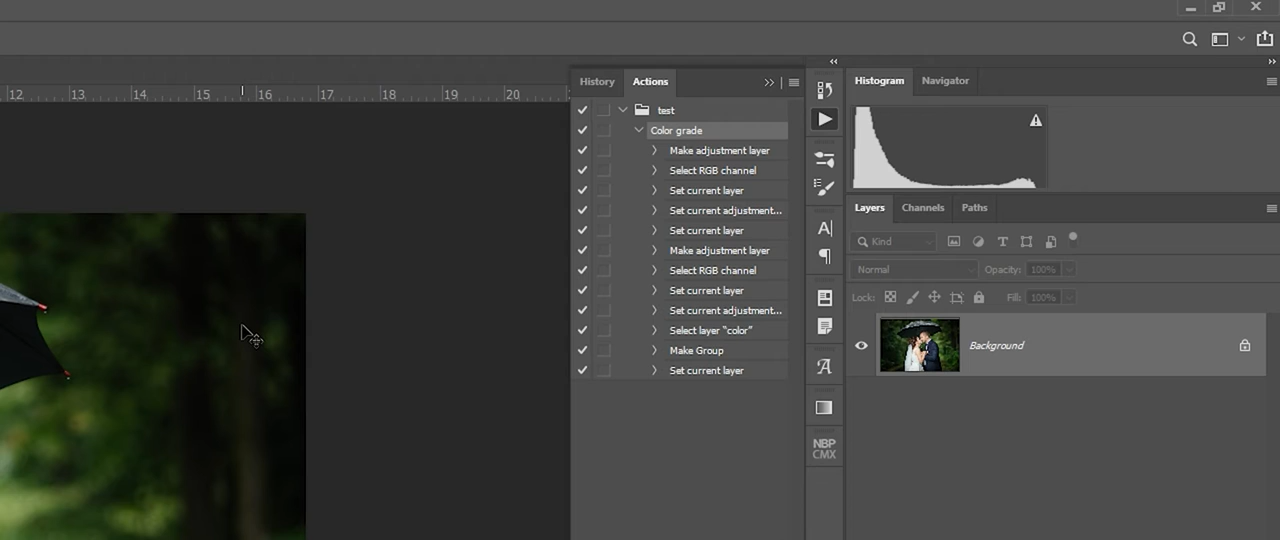 12 13 14 15 16 17 18 19 20
History Actions
test
Color grade
Make adjustment layer
Select RGB channel
Set current layer
Set current adjustment...
Set current layer
Make adjustment layer
Select RGB channel
Set current layer
Set current adjustment...
Select layer “color”
Make Group
Set current layer
A
NBP
CMX
Histogram Navigator
Layers Channels Paths
Kind T
Normal Opacity: 100%
Lock: Fill: 100%
Background